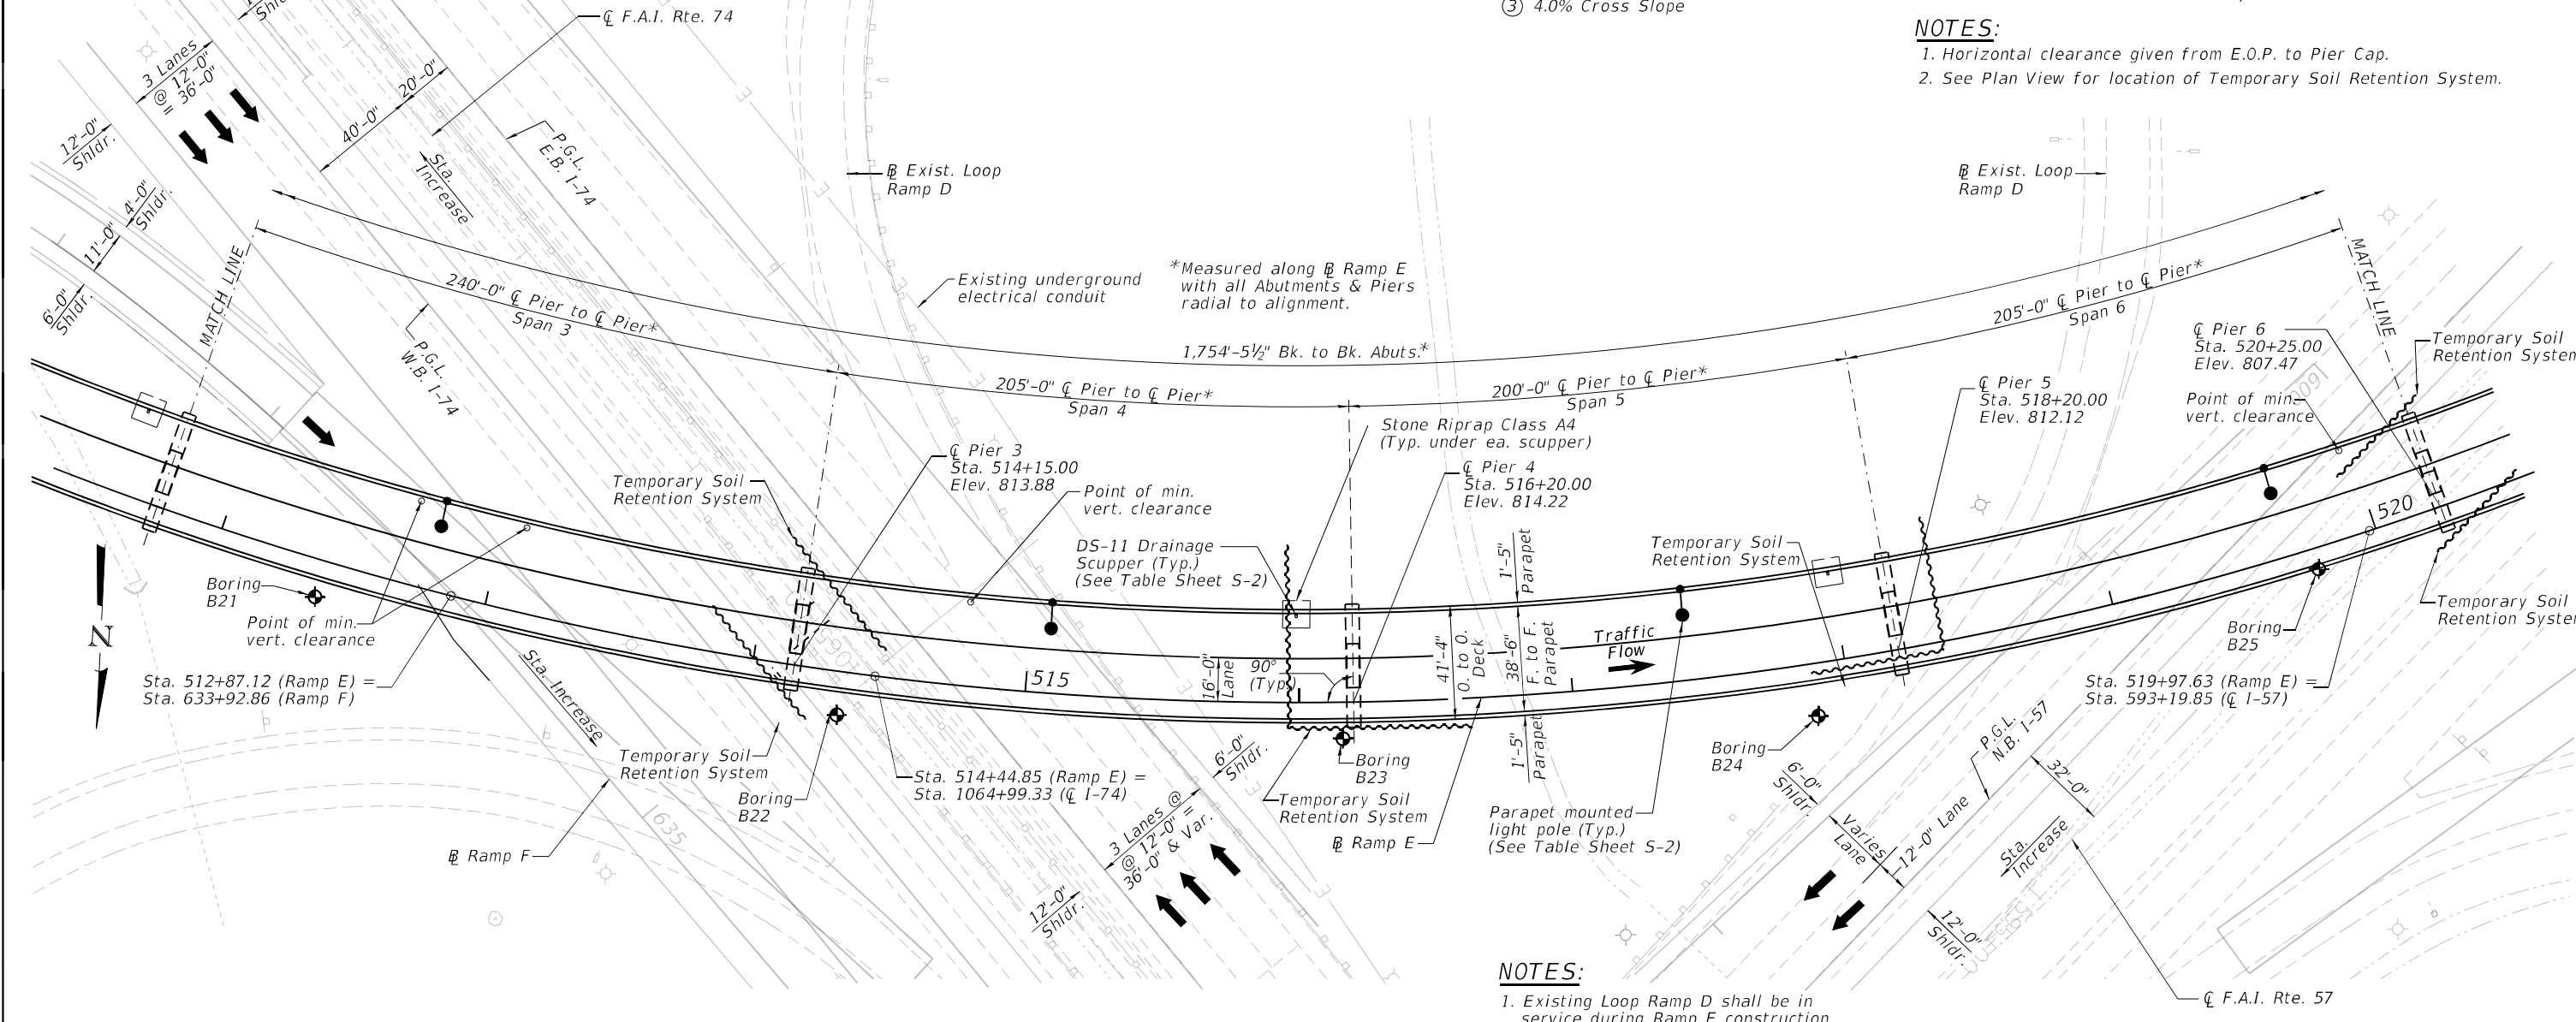 ℄ F.A.I. Rte. 74
③ 4.0% Cross Slope
NOTES:
1. Horizontal clearance given from E.O.P. to Pier Cap.
2. See Plan View for location of Temporary Soil Retention System.
3 Lanes
@ 12'-0"
= 36'-0"
20'-0"
40'-0"
12'-0"
Shldr.
Sta.
Increase
P.G.L.
E.B. I-74
4'-0"
Shldr.
11'-0"
6'-0"
Shldr.
MATCH LINE
P.G.L.
W.B. I-74
℄ Exist. Loop
Ramp D
Existing underground
electrical conduit
*Measured along ℄ Ramp E
with all Abutments & Piers
radial to alignment.
℄ Exist. Loop
Ramp D
MATCH LINE
240'-0" ℄ Pier to ℄ Pier*
Span 3
1,754'-5½" Bk. to Bk. Abuts.*
205'-0" ℄ Pier to ℄ Pier*
Span 4
200'-0" ℄ Pier to ℄ Pier*
Span 5
205'-0" ℄ Pier to ℄ Pier*
Span 6
℄ Pier 6
Sta. 520+25.00
Elev. 807.47
Temporary Soil
Retention System
Point of min.
vert. clearance
℄ Pier 5
Sta. 518+20.00
Elev. 812.12
Stone Riprap Class A4
(Typ. under ea. scupper)
℄ Pier 4
Sta. 516+20.00
Elev. 814.22
℄ Pier 3
Sta. 514+15.00
Elev. 813.88
Temporary Soil
Retention System
Point of min.
vert. clearance
DS-11 Drainage
Scupper (Typ.)
(See Table Sheet S-2)
1'-5"
Parapet
Temporary Soil
Retention System
520
Boring
B21
Point of min.
vert. clearance
N
Sta. 512+87.12 (Ramp E) =
Sta. 633+92.86 (Ramp F)
Sta. Increase
515
16'-0"
Lane
90°
(Typ.)
41'-4"
O. to O.
Deck
38'-6"
F. to F.
Parapet
Traffic
Flow
1'-5"
Parapet
Temporary Soil
Retention System
Boring
B25
Sta. 519+97.63 (Ramp E) =
Sta. 593+19.85 (℄ I-57)
Temporary Soil
Retention System
Boring
B22
Sta. 514+44.85 (Ramp E) =
Sta. 1064+99.33 (℄ I-74)
6'-0"
Shldr.
Boring
B23
Temporary Soil
Retention System
℄ Ramp E
Parapet mounted
light pole (Typ.)
(See Table Sheet S-2)
Boring
B24
6'-0"
Shldr.
P.G.L.
N.B. I-57
32'-0"
Varies
Lane
12'-0" Lane
Sta.
Increase
12'-0"
Shldr.
℄ Ramp F
635
3 Lanes @
@ 12'-0" =
36'-0" & Var.
12'-0"
Shldr.
℄ F.A.I. Rte. 57
NOTES:
1. Existing Loop Ramp D shall be in
service during Ramp E construction